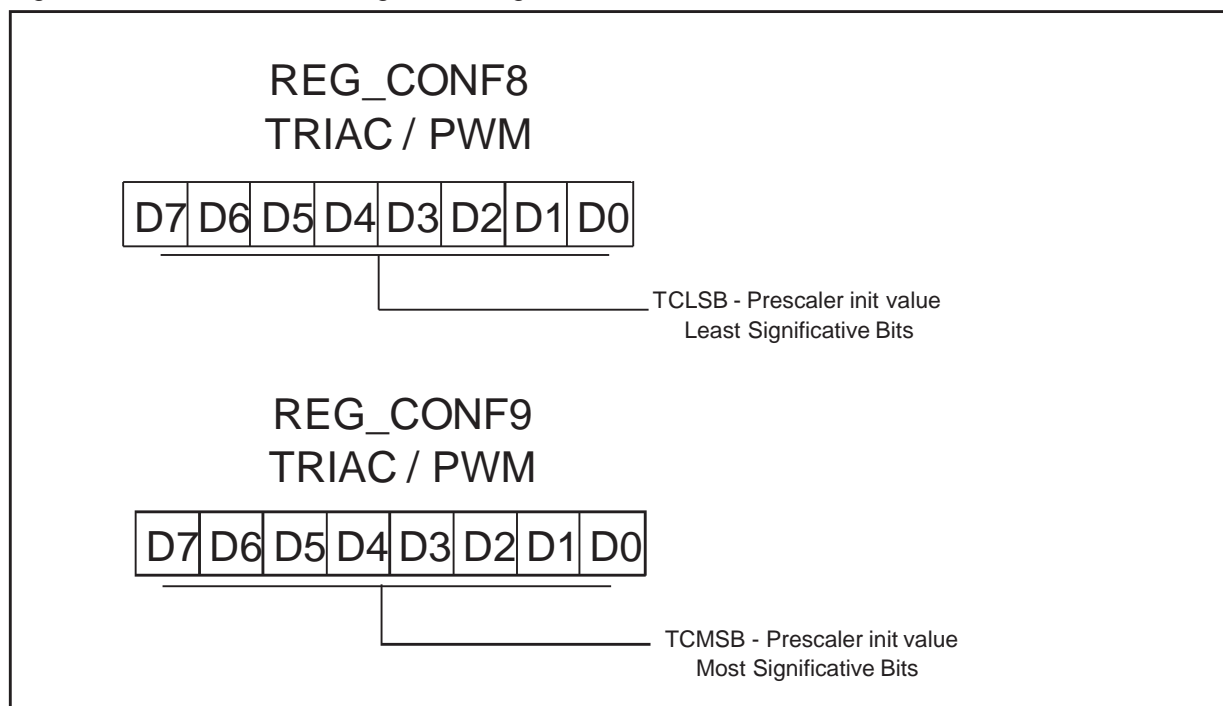 REG_CONF8
TRIAC / PWM
D7 D6 D5 D4 D3 D2 D1 D0
TCLSB - Prescaler init value
Least Significative Bits
REG_CONF9
TRIAC / PWM
D7 D6 D5 D4 D3 D2 D1 D0
TCMSB - Prescaler init value
Most Significative Bits